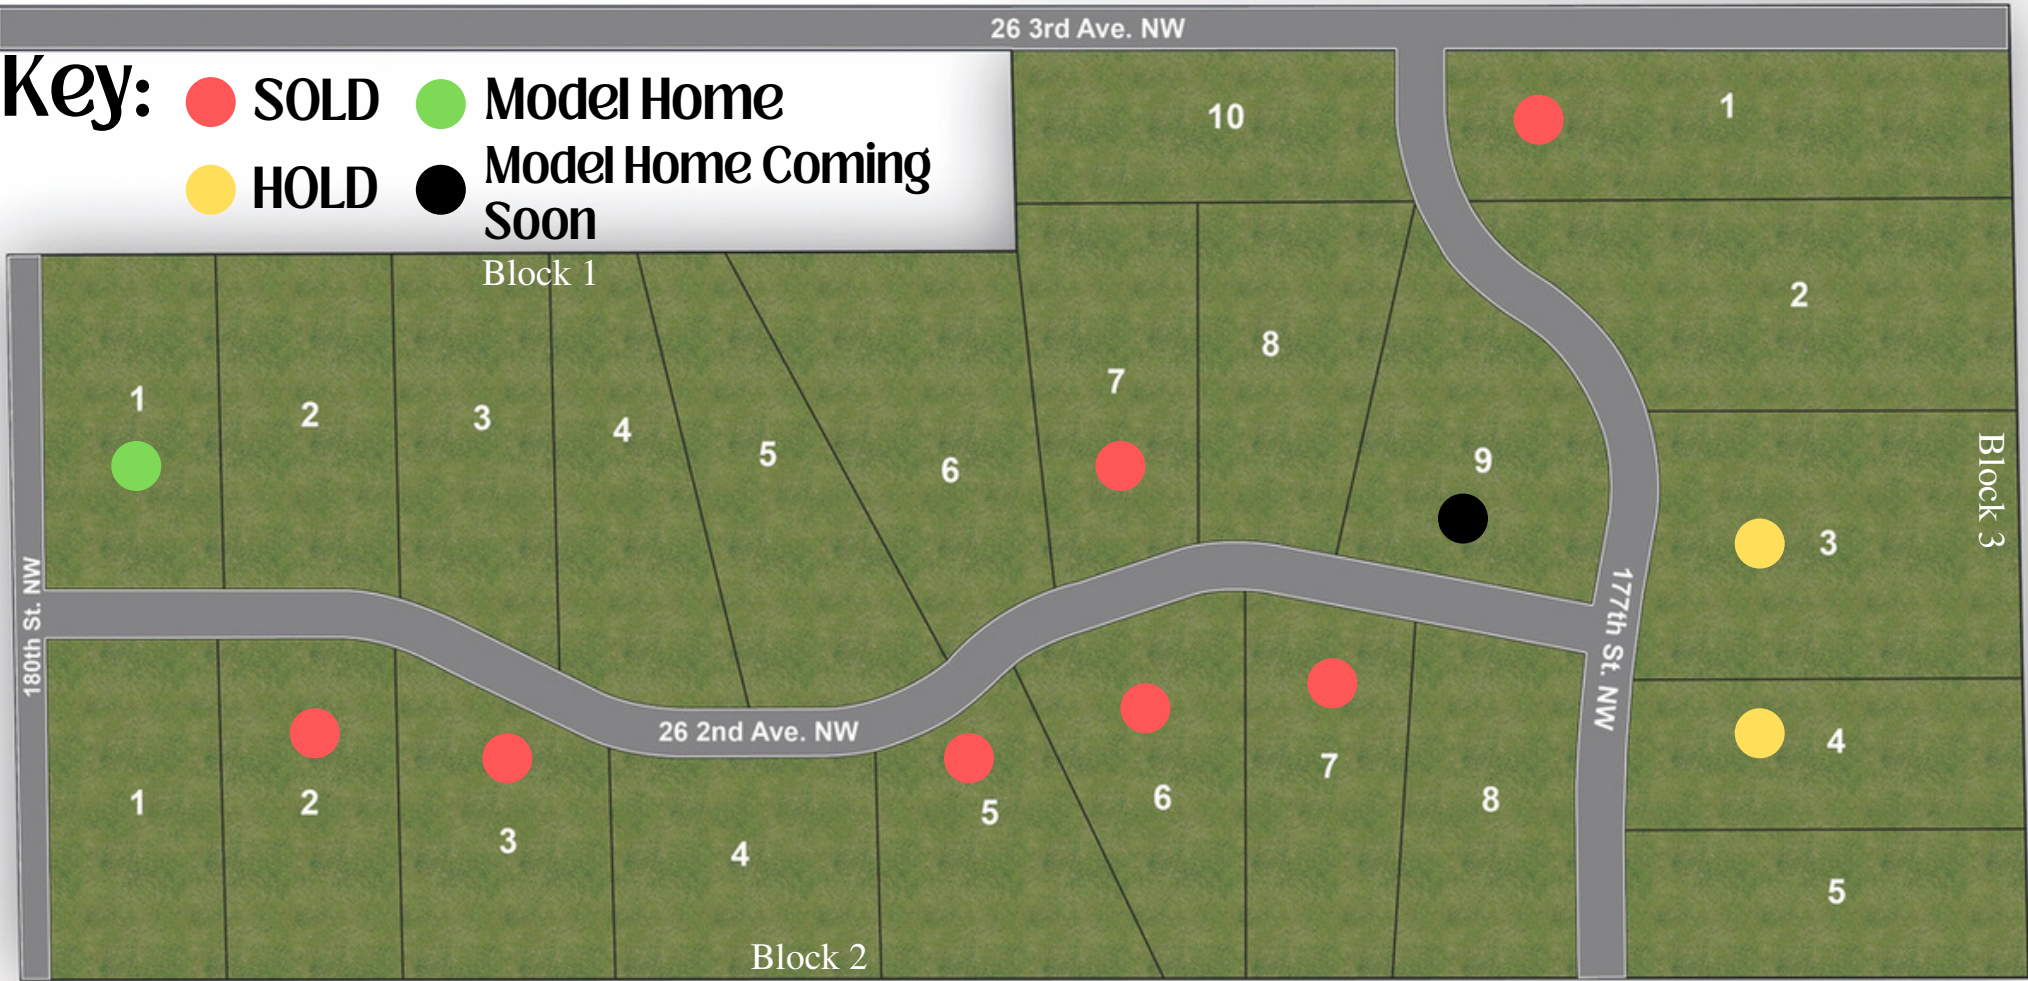 26 3rd Ave. NW
Key:
SOLD
Model Home
HOLD
Model Home Coming
Soon
10
1
Block 1
2
1
2
3
4
5
6
7
8
9
3
Block 3
180th St. NW
177th St. NW
26 2nd Ave. NW
1
2
3
4
5
6
7
8
4
5
Block 2